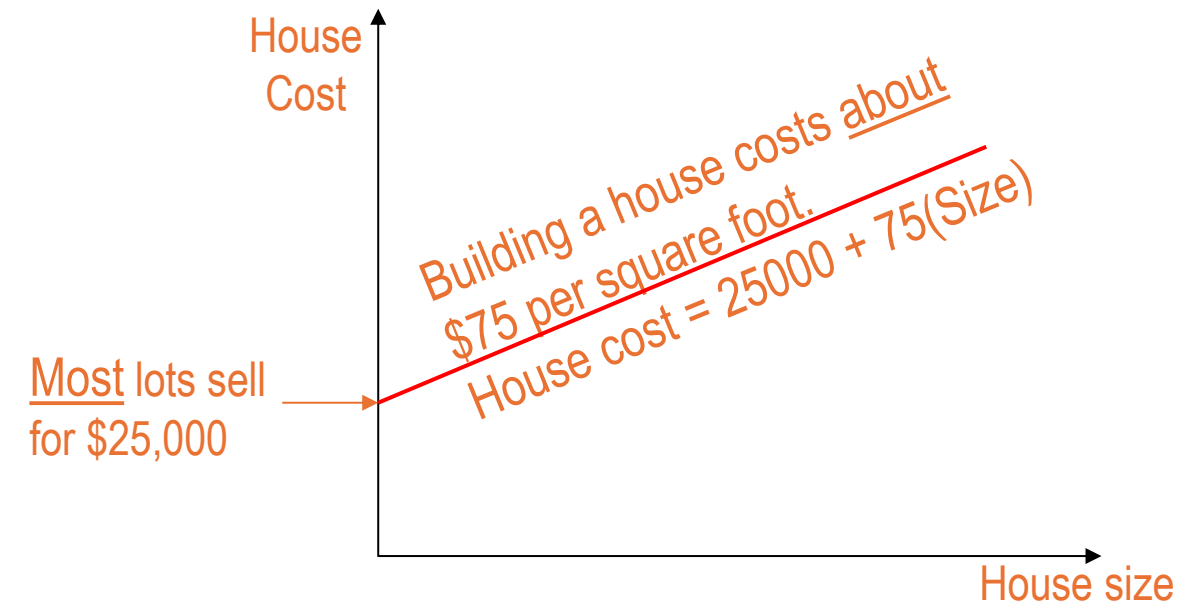 House
Cost
Building a house costs about
$75 per square foot.
House cost = 25000 + 75(Size)
Most lots sell
for $25,000
House size